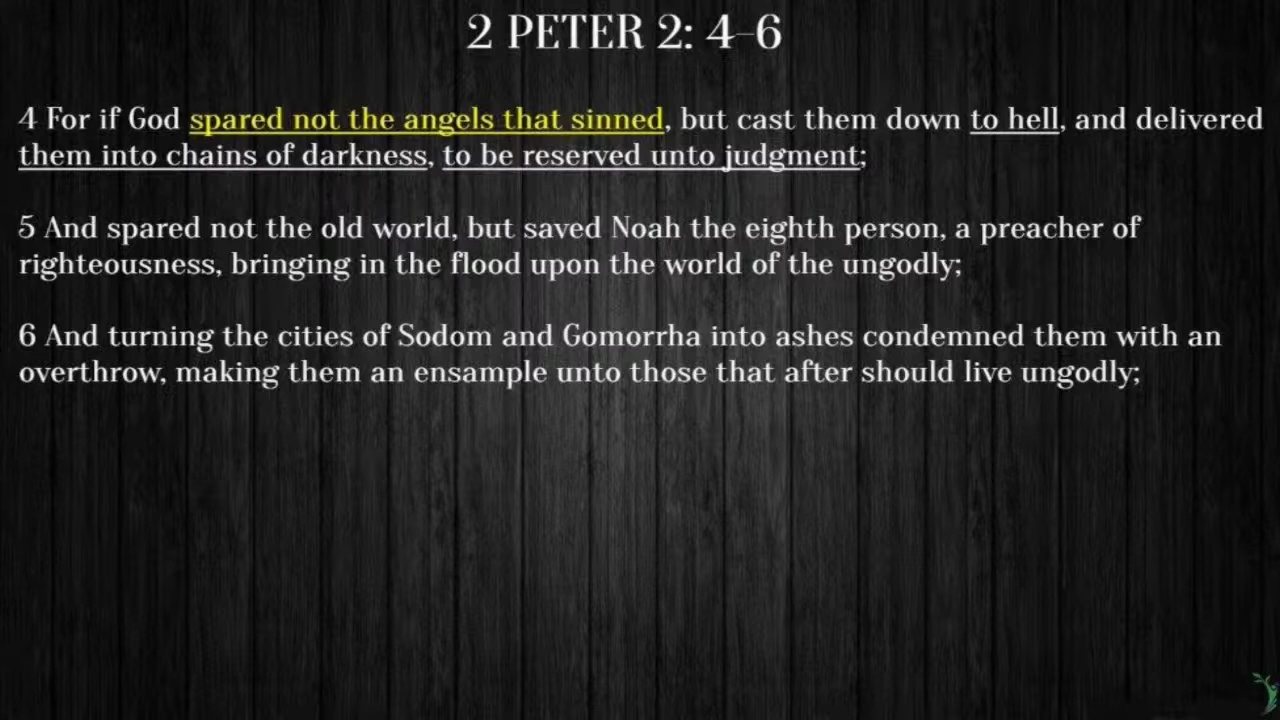 2 PETER 2: 4-6
4 For if God spared not the angels that sinned, but cast them down to hell, and delivered
them into chains of darkness, to be reserved unto judgment;
5 And spared not the old world, but saved Noah the eighth person, a preacher of
righteousness, bringing in the flood upon the world of the ungodly;
6 And turning the cities of Sodom and Gomorrha into ashes condemned them with an
overthrow, making them an ensample unto those that after should live ungodly;